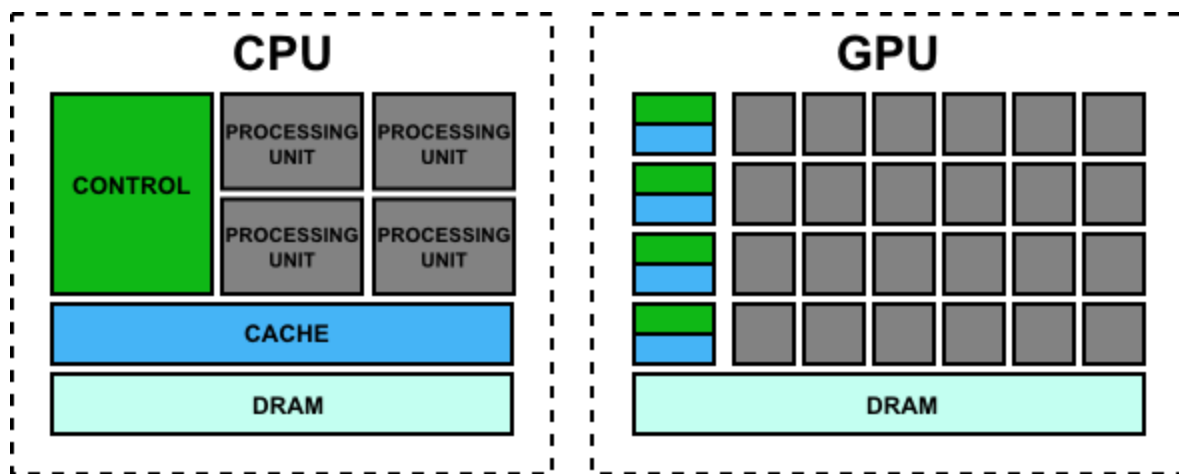 CPU
CONTROL
PROCESSING
UNIT
PROCESSING
UNIT
PROCESSING
UNIT
PROCESSING
UNIT
CACHE
DRAM
GPU
DRAM